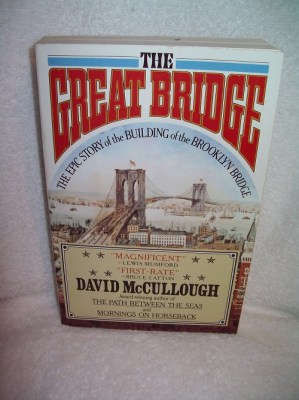 THE
GREAT BRIDGE
THE EPIC STORY of the BUILDING of the BROOKLYN BRIDGE
"MAGNIFICENT"
– LEWIS MUMFORD
"FIRST-RATE"
– BRUCE CATTON
DAVID McCULLOUGH
Award winning author of
THE PATH BETWEEN THE SEAS
and
MORNINGS ON HORSEBACK